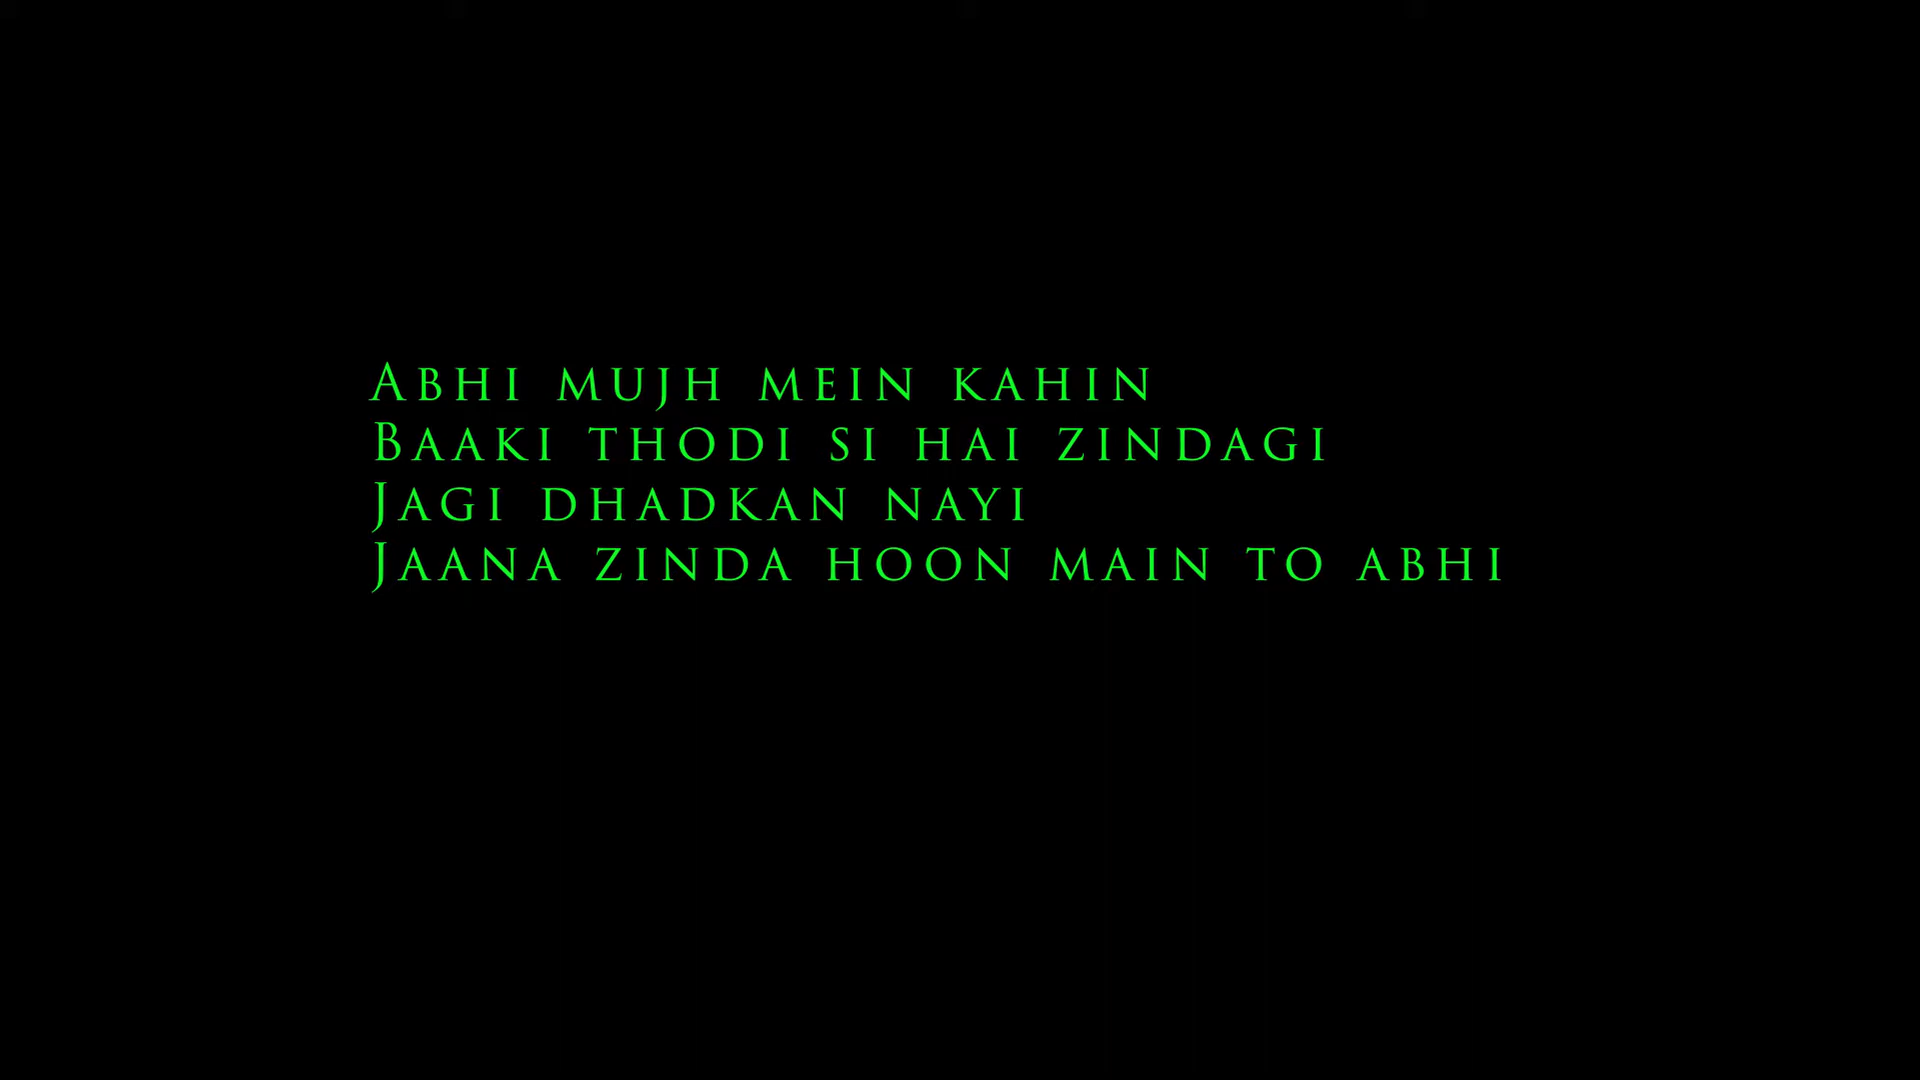 Abhi mujh mein kahin
Baaki thodi si hai zindagi
Jagi dhadkan nayi
Jaana zinda hoon main to abhi